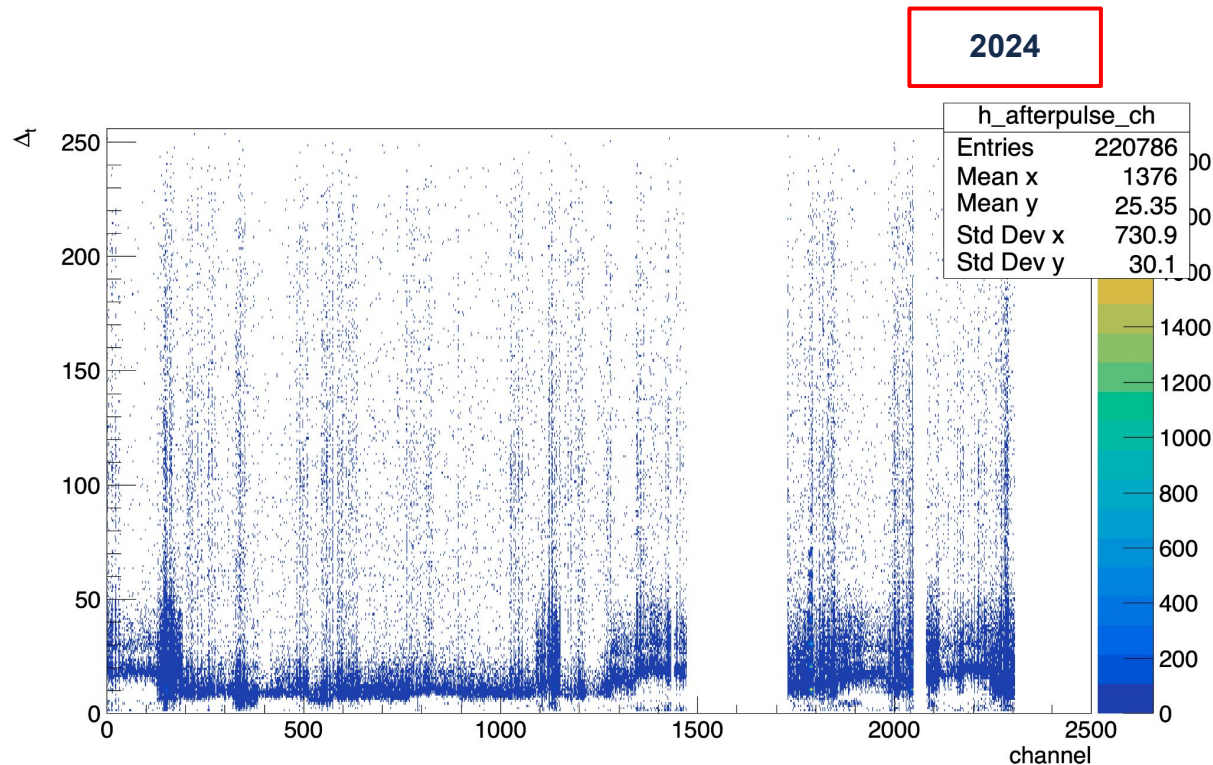 2024
h_afterpulse_ch
Entries 220786
Mean x 1376
Mean y 25.35
Std Dev x 730.9
Std Dev y 30.1
Δt
250
200
150
100
50
0
0 500 1000 1500 2000 2500
channel
1400
1200
1000
800
600
400
200
0